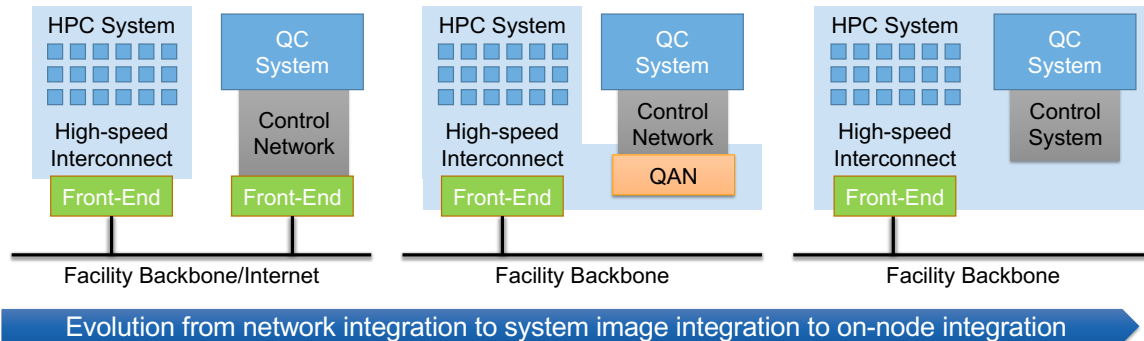 HPC System
QC
System
High-speed
Interconnect
Control
Network
Front-End
Front-End
Facility Backbone/Internet
HPC System
QC
System
High-speed
Interconnect
Control
Network
QAN
Front-End
Facility Backbone
HPC System
QC
System
High-speed
Interconnect
Control
System
Front-End
Facility Backbone
Evolution from network integration to system image integration to on-node integration